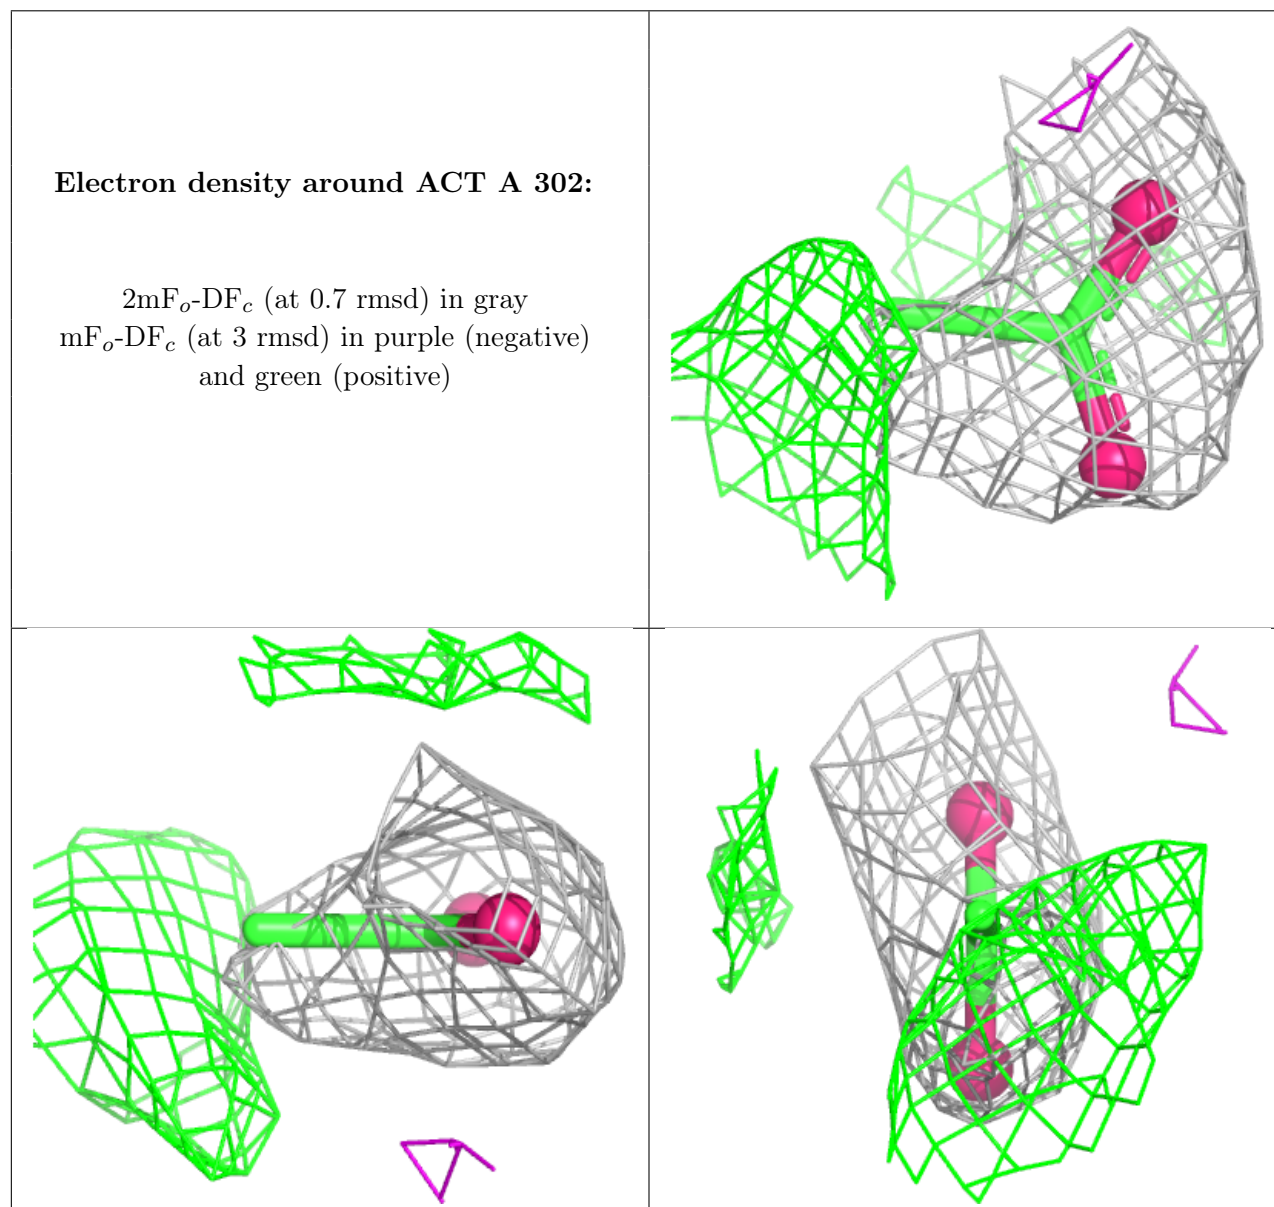 Electron density around ACT A 302:
2mFo-DFc (at 0.7 rmsd) in gray
mFo-DFc (at 3 rmsd) in purple (negative)
and green (positive)